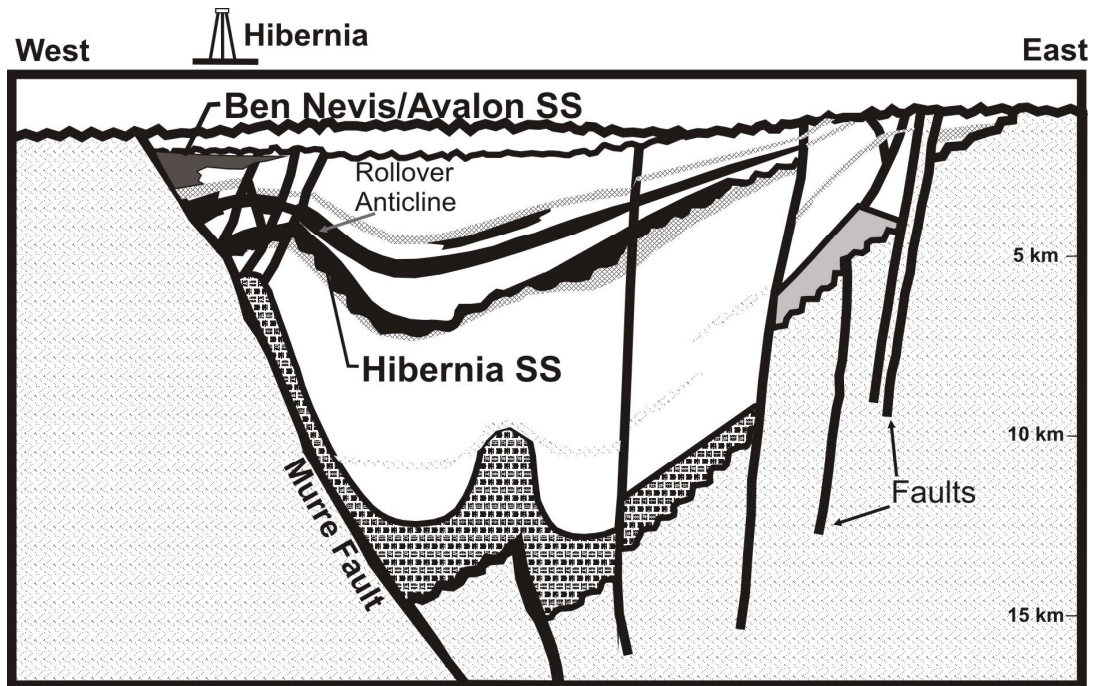 Hibernia
West
East
Ben Nevis/Avalon SS
Rollover
Anticline
5 km
Hibernia SS
10 km
Murre Fault
Faults
15 km